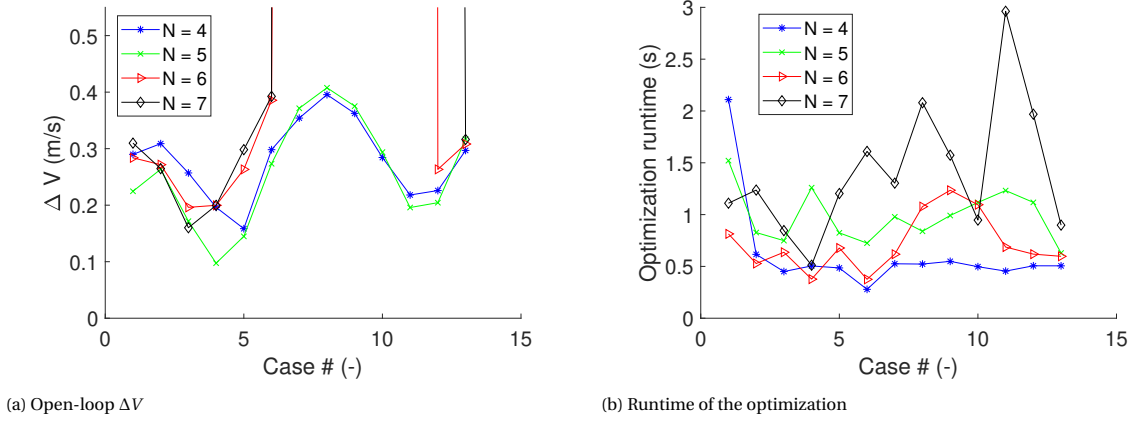 N = 4
N = 5
N = 6
N = 7
0.5
0.4
0.3
0.2
0.1
0
Δ V (m/s)
0 5 10 15
Case # (-)
(a) Open-loop ΔV
N = 4
N = 5
N = 6
N = 7
3
2.5
2
1.5
1
0.5
0
Optimization runtime (s)
0 5 10 15
Case # (-)
(b) Runtime of the optimization